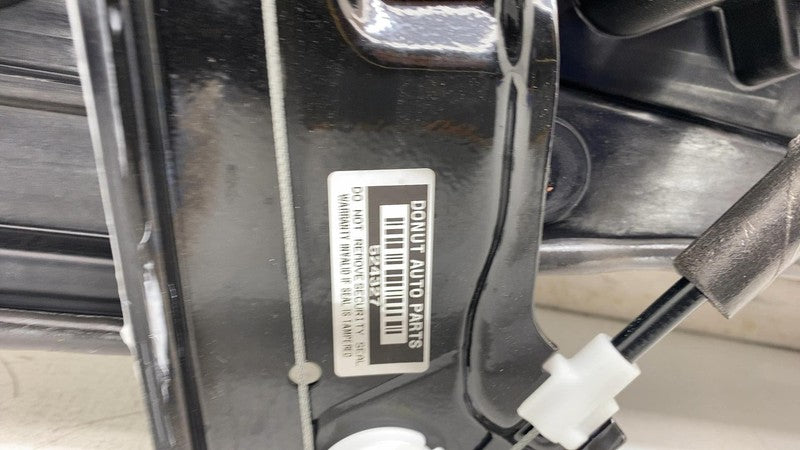 DONUT AUTO PARTS
624327
DO NOT REMOVE SECURITY SEAL
WARRANTY INVALID IF SEAL IS TAMPERED